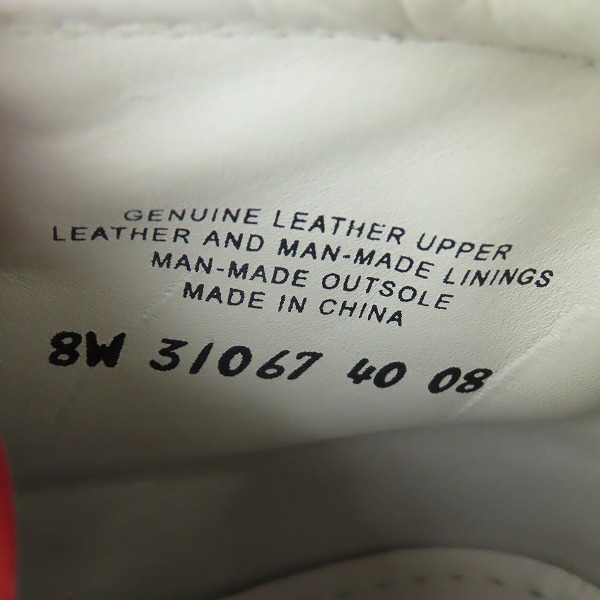 GENUINE LEATHER UPPER
LEATHER AND MAN-MADE LININGS
MAN-MADE OUTSOLE
MADE IN CHINA
8W 31067 40 08